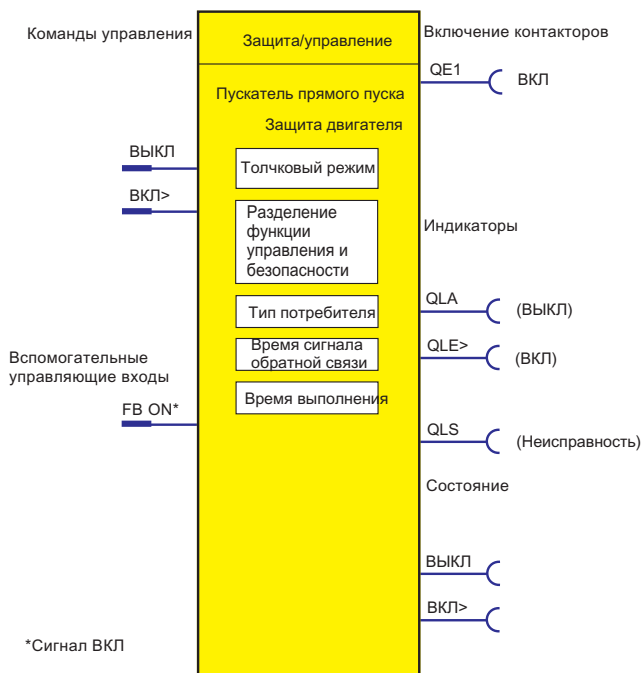 Команды управления
Защита/управление
Включение контакторов
QE1
ВКЛ
Пускатель прямого пуска
Защита двигателя
ВЫКЛ
Толчковый режим
ВКЛ>
Разделение
функции
управления и
безопасности
Индикаторы
Тип потребителя
QLA
(ВЫКЛ)
Время сигнала
обратной связи
QLE>
(ВКЛ)
Вспомогательные
управляющие входы
Время выполнения
FB ON*
QLS
(Неисправность)
Состояние
ВЫКЛ
ВКЛ>
*Сигнал ВКЛ